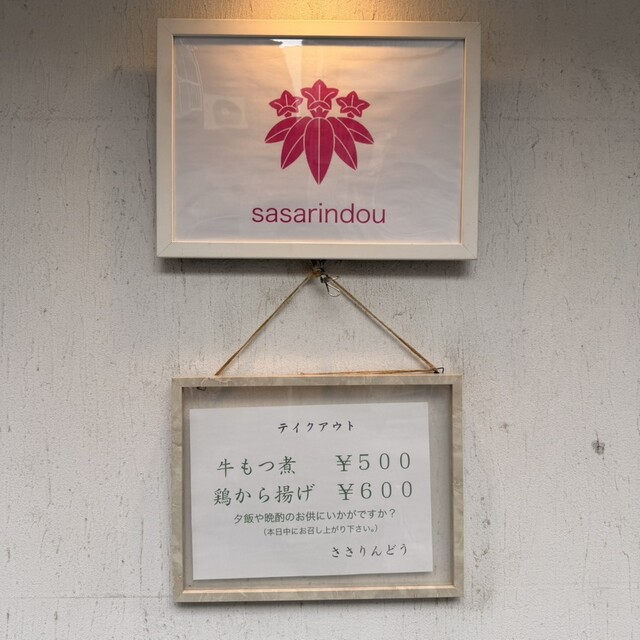 sasarindou
テイクアウト
牛もつ煮 ￥５００
鶏から揚げ ￥６００
夕飯や晩酌のお供にいかがですか？
（本日中にお召し上がり下さい。）
ささりんどう